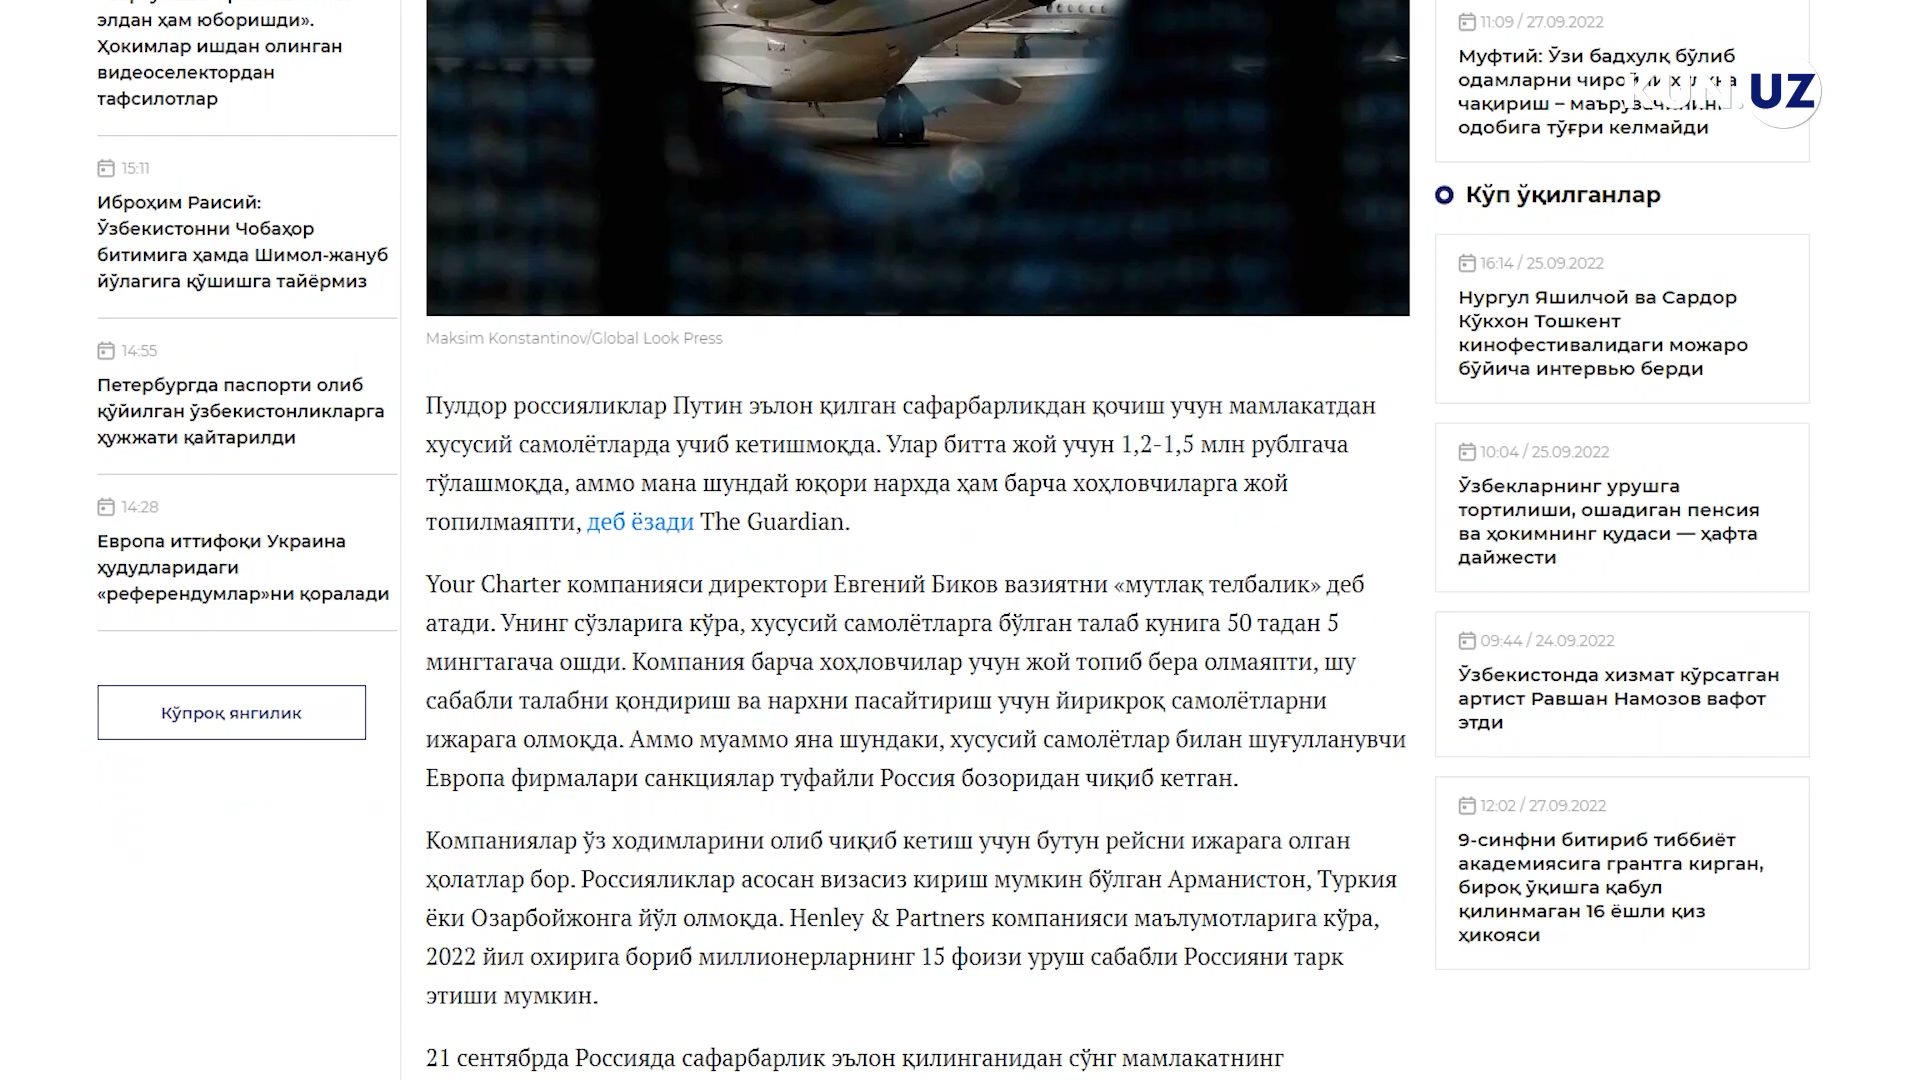 элдан ҳам юборишди».
Ҳокимлар ишдан олинган
видеоселектордан
тафсилотлар
15:11
Иброҳим Раисий:
Ўзбекистонни Чобаҳор
битимига ҳамда Шимол-жануб
йўлагига қўшишга тайёрмиз
14:55
Петербургда паспорти олиб
қўйилган ўзбекистонликларга
ҳужжати қайтарилди
14:28
Европа иттифоқи Украина
ҳудудларидаги
«референдумлар»ни қоралади
Кўпроқ янгилик
Maksim Konstantinov/Global Look Press
Пулдор россияликлар Путин эълон қилган сафарбарликдан қочиш учун мамлакатдан
хусусий самолётларда учиб кетишмоқда. Улар битта жой учун 1,2-1,5 млн рублгача
тўлашмоқда, аммо мана шундай юқори нархда ҳам барча хоҳловчиларга жой
топилмаяпти, деб ёзади The Guardian.
Your Charter компанияси директори Евгений Биков вазиятни «мутлақ телбалик» деб
атади. Унинг сўзларига кўра, хусусий самолётларга бўлган талаб кунига 50 тадан 5
мингтагача ошди. Компания барча хоҳловчилар учун жой топиб бера олмаяпти, шу
сабабли талабни қондириш ва нархни пасайтириш учун йирикроқ самолётларни
ижарага олмоқда. Аммо муаммо яна шундаки, хусусий самолётлар билан шуғулланувчи
Европа фирмалари санкциялар туфайли Россия бозоридан чиқиб кетган.
Компаниялар ўз ходимларини олиб чиқиб кетиш учун бутун рейсни ижарага олган
ҳолатлар бор. Россияликлар асосан визасиз кириш мумкин бўлган Арманистон, Туркия
ёки Озарбойжонга йўл олмоқда. Henley & Partners компанияси маълумотларига кўра,
2022 йил охирига бориб миллионерларнинг 15 фоизи уруш сабабли Россияни тарк
этиши мумкин.
21 сентябрда Россияда сафарбарлик эълон қилинганидан сўнг мамлакатнинг
11:09 / 27.09.2022
Муфтий: Ўзи бадхулқ бўлиб
одамларни
чақириш –
одобига тўғри келмайди
KUN.UZ
Кўп ўқилганлар
16:14 / 25.09.2022
Нургул Яшилчой ва Сардор
Кўкхон Тошкент
кинофестивалидаги можаро
бўйича интервью берди
10:04 / 25.09.2022
Ўзбекларнинг урушга
тортилиши, ошадиган пенсия
ва ҳокимнинг қудаси — ҳафта
дайжести
09:44 / 24.09.2022
Ўзбекистонда хизмат кўрсатган
артист Равшан Намозов вафот
этди
12:02 / 27.09.2022
9-синфни битириб тиббиёт
академиясига грантга кирган,
бироқ ўқишга қабул
қилинмаган 16 ёшли қиз
ҳикояси